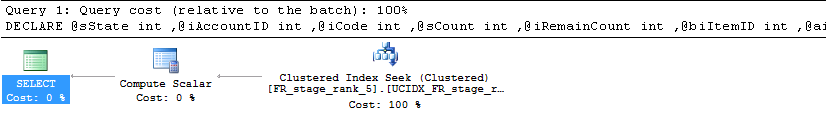 Query 1: Query cost (relative to the batch): 100%
DECLARE @sState int ,@iAccountID int ,@iCode int ,@sCount int ,@iRemainCount int ,@biItemID int ,@ai
SELECT
Cost: 0 %
Compute Scalar
Cost: 0 %
Clustered Index Seek (Clustered)
[FR_stage_rank_5].[UCIDX_FR_stage_r…
Cost: 100 %